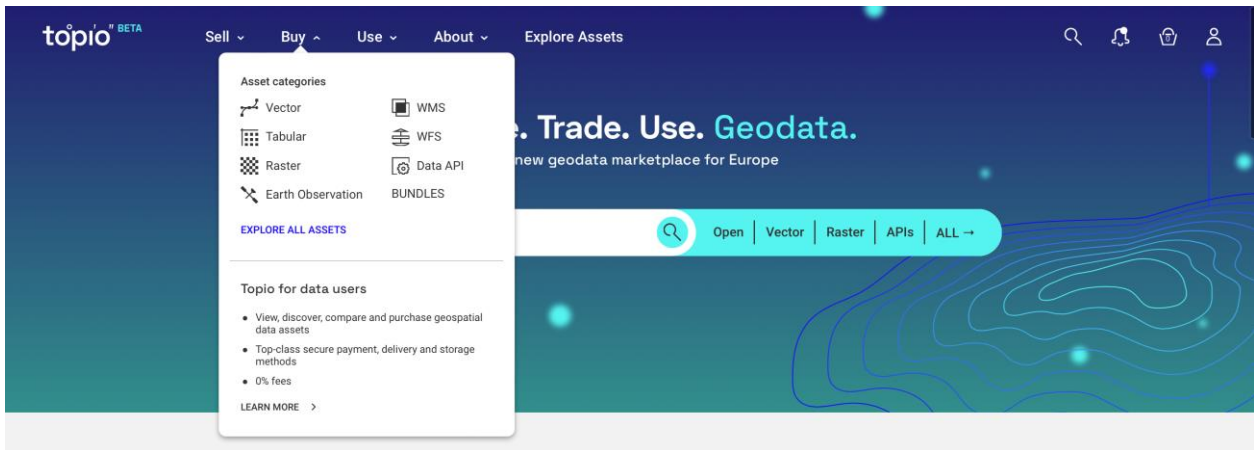 topio" BETA
Sell
Buy
Use
About
Explore Assets
Asset categories
Vector
WMS
Tabular
WFS
Raster
Data API
Earth Observation
BUNDLES
EXPLORE ALL ASSETS
Topio for data users
• View, discover, compare and purchase geospatial
data assets
• Top-class secure payment, delivery and storage
methods
• 0% fees
LEARN MORE >
. Trade. Use. Geodata.
new geodata marketplace for Europe
Open | Vector | Raster | APIs | ALL →